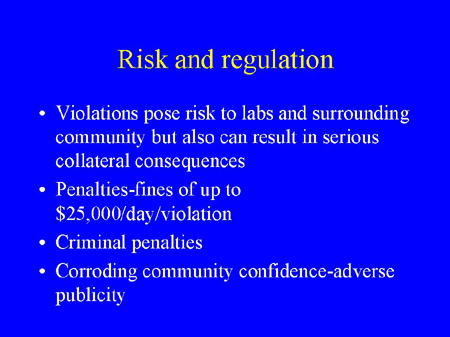 Risk and regulation
• Violations pose risk to labs and surrounding
community but also can result in serious
collateral consequences
• Penalties-fines of up to
$25,000/day/violation
• Criminal penalties
• Corroding community confidence-adverse
publicity